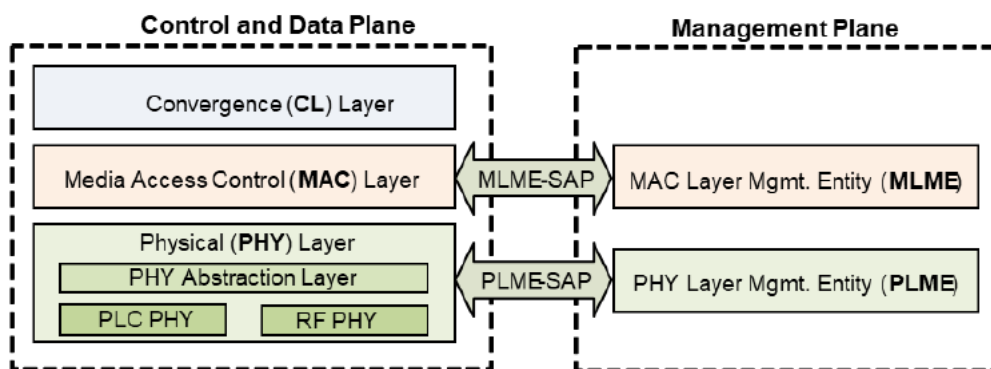 Control and Data Plane
Management Plane
Convergence (CL) Layer
Media Access Control (MAC) Layer
MLME-SAP
MAC Layer Mgmt. Entity (MLME)
Physical (PHY) Layer
PHY Abstraction Layer
PLC PHY
RF PHY
PLME-SAP
PHY Layer Mgmt. Entity (PLME)